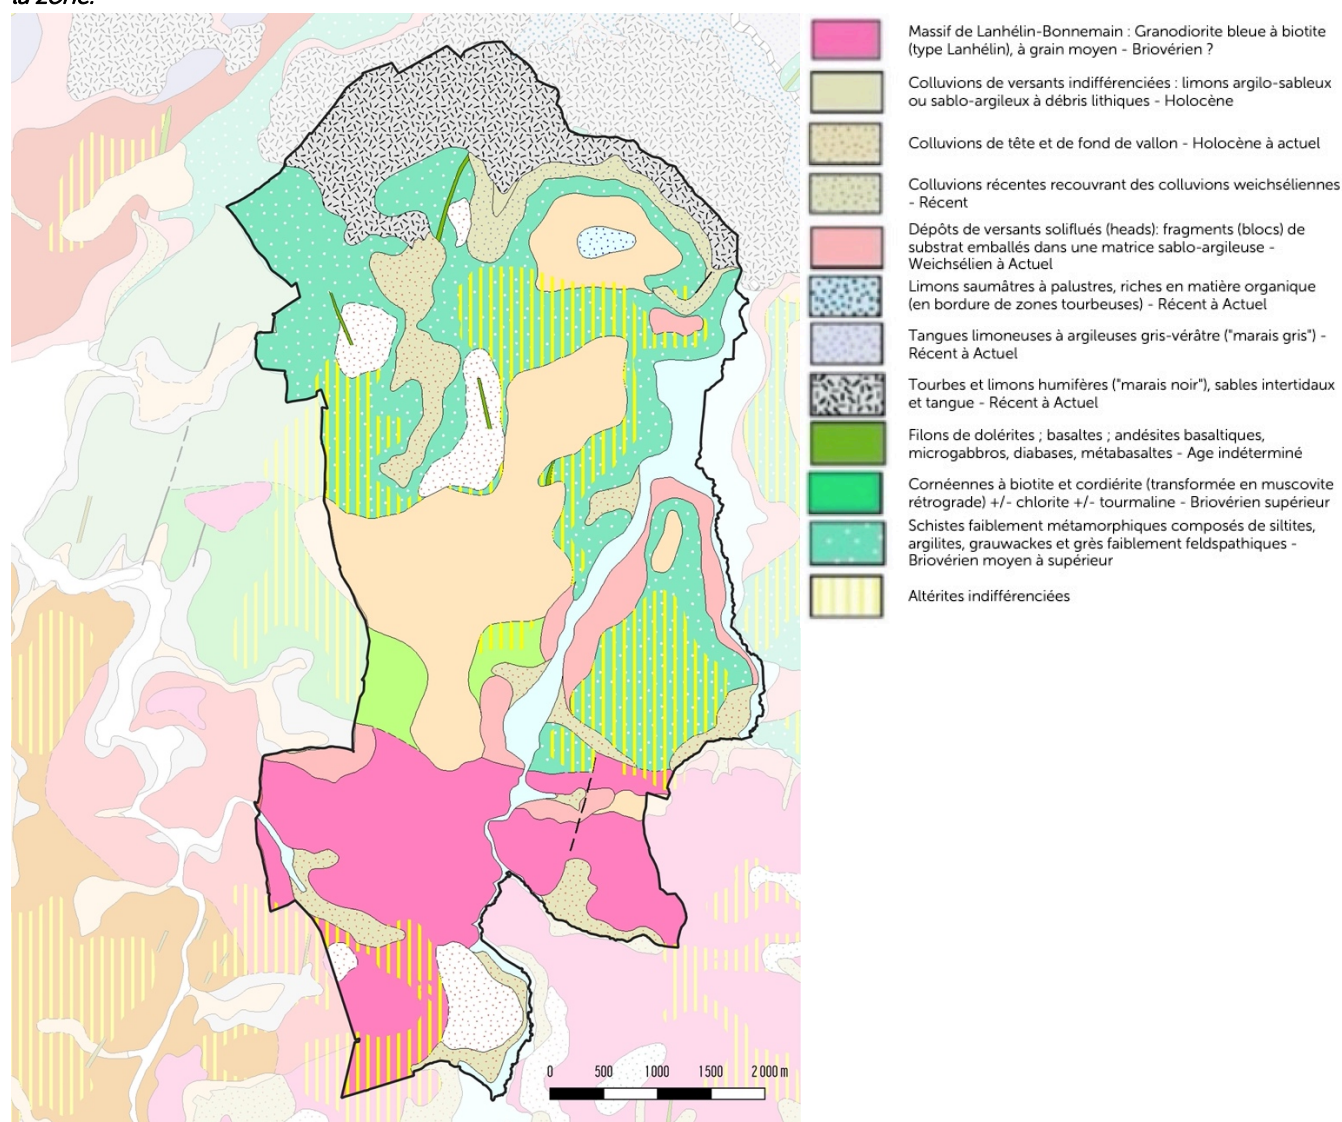 la zone.
Massif de Lanhélin-Bonnemain : Granodiorite bleue à biotite
(type Lanhélin), à grain moyen - Briovérien ?
Colluvions de versants indifférenciées : limons argilo-sableux
ou sablo-argileux à débris lithiques - Holocène
Colluvions de tête et de fond de vallon - Holocène à actuel
Colluvions récentes recouvrant des colluvions weichséliennes
- Récent
Dépôts de versants soliflués (heads): fragments (blocs) de
substrat emballés dans une matrice sablo-argileuse -
Weichsélien à Actuel
Limons saumâtres à palustres, riches en matière organique
(en bordure de zones tourbeuses) - Récent à Actuel
Tangues limoneuses à argileuses gris-vérâtre ("marais gris") -
Récent à Actuel
Tourbes et limons humifères ("marais noir"), sables intertidaux
et tangue - Récent à Actuel
Filons de dolérites ; basaltes ; andésites basaltiques,
microgabbros, diabases, métabasaltes - Age indéterminé
Cornéennes à biotite et cordiérite (transformée en muscovite
rétrograde) +/- chlorite +/- tourmaline - Briovérien supérieur
Schistes faiblement métamorphiques composés de siltites,
argilites, grauwackes et grès faiblement feldspathiques -
Briovérien moyen à supérieur
Altérites indifférenciées
0 500 1000 1500 2 000 m